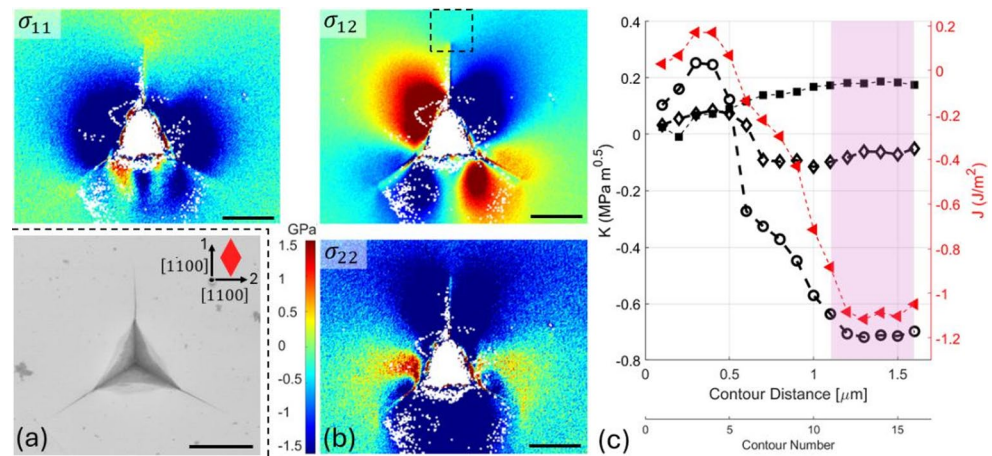 σ11
σ12
1
[1100]
2
[1100]
(a)
GPa
1.5
1
0.5
0
-0.5
-1
-1.5
σ22
(b)
0.4
0.2
0
-0.2
-0.4
-0.6
-0.8
K (MPa m^0.5)
0.2
0
-0.2
-0.4
-0.6
-0.8
-1
-1.2
J (J/m²)
0 0.5 1 1.5
Contour Distance [μm]
0 5 10 15
Contour Number
(c)